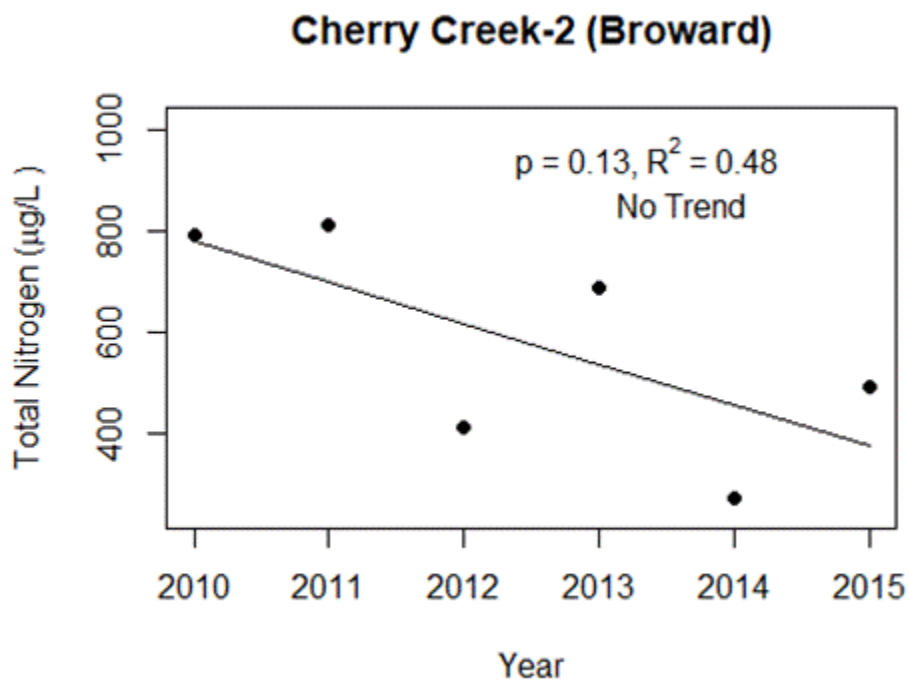 Cherry Creek-2 (Broward)
p = 0.13, R² = 0.48
No Trend
Total Nitrogen (µg/L )
1000
800
600
400
2010 2011 2012 2013 2014 2015
Year